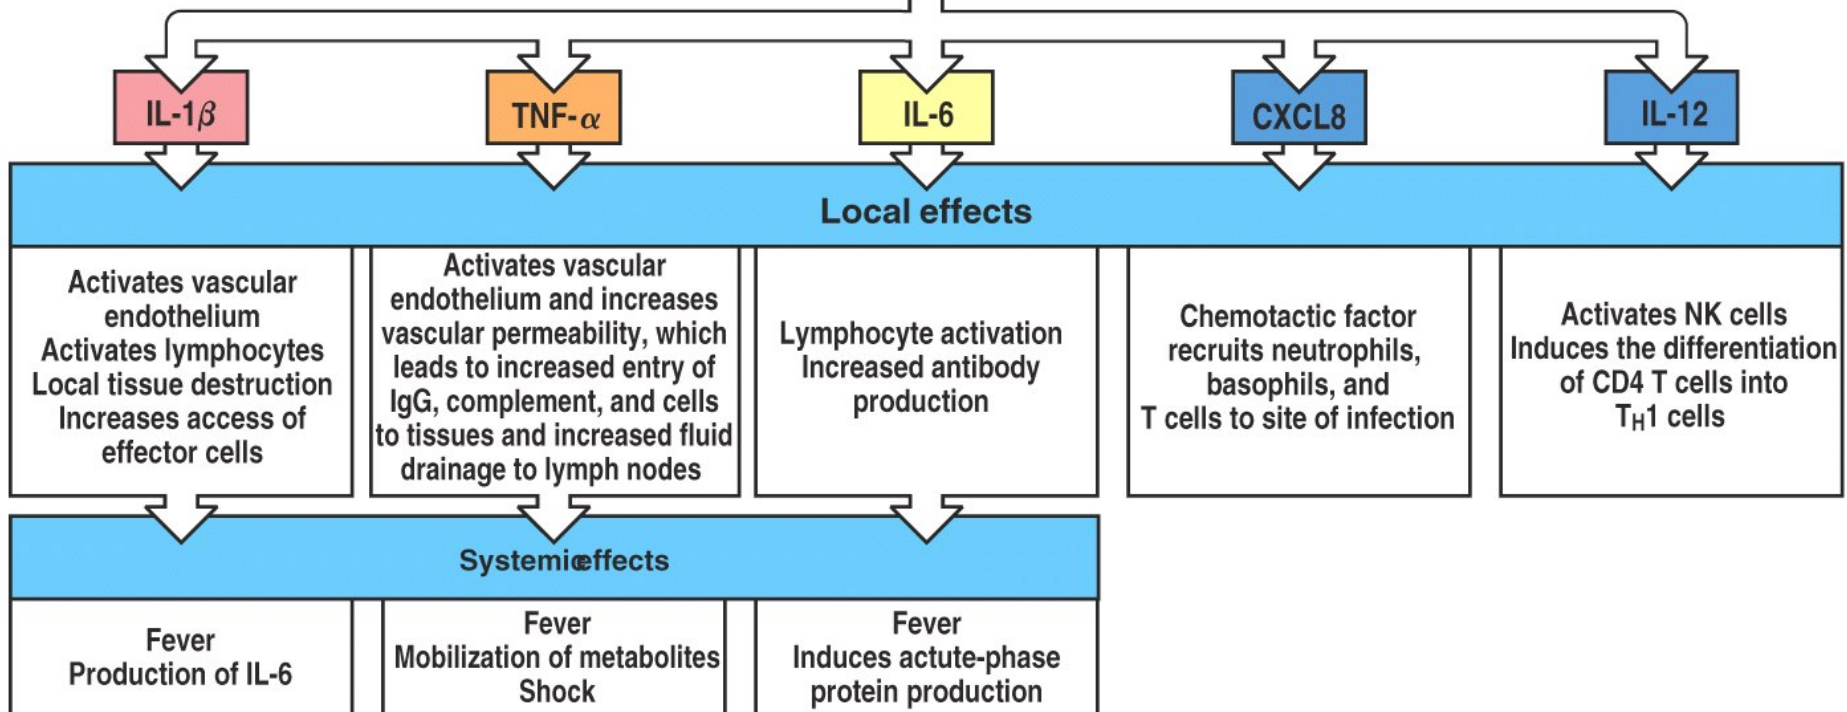 IL-1β
TNF-α
IL-6
CXCL8
IL-12
Local effects
Activates vascular
endothelium
Activates lymphocytes
Local tissue destruction
Increases access of
effector cells
Activates vascular
endothelium and increases
vascular permeability, which
leads to increased entry of
IgG, complement, and cells
to tissues and increased fluid
drainage to lymph nodes
Lymphocyte activation
Increased antibody
production
Chemotactic factor
recruits neutrophils,
basophils, and
T cells to site of infection
Activates NK cells
Induces the differentiation
of CD4 T cells into
TH1 cells
Systemic effects
Fever
Production of IL-6
Fever
Mobilization of metabolites
Shock
Fever
Induces actute-phase
protein production